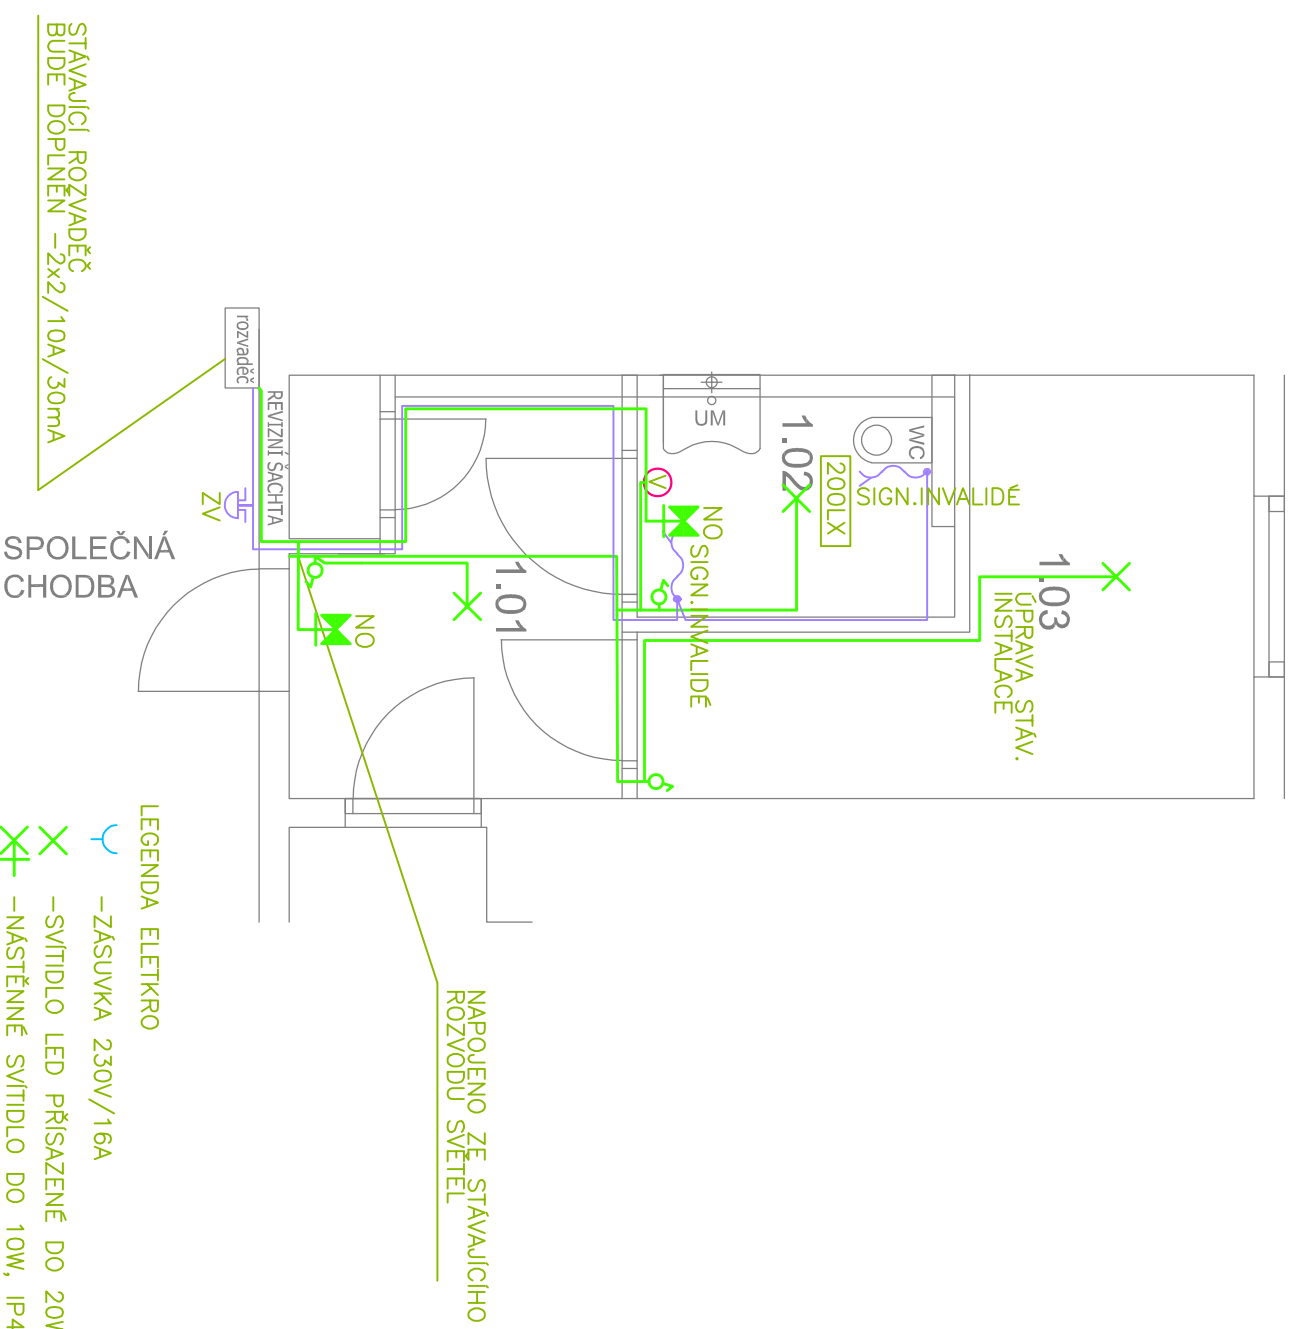 STÁVAJÍCÍ ROZVADĚČ
BUDE DOPLNĚN -2x2/10A/30mA
rozvaděč
REVIZNÍ ŠACHTA
ZV
SPOLEČNÁ
CHODBA
UM
1.02
WC
200LX
SIGN.INVALIDÉ
V
NO
SIGN.INVALIDÉ
1.01
NO
1.03
ÚPRAVA STÁV.
INSTALACE
NAPOJENO ZE STÁVAJÍCÍHO
ROZVODU SVĚTEL
LEGENDA ELETKRO
-ZÁSUVKA 230V/16A
-SVÍTIDLO LED PŘISAZENÉ DO 20W
-NÁSTĚNNÉ SVÍTIDLO DO 10W, IP4